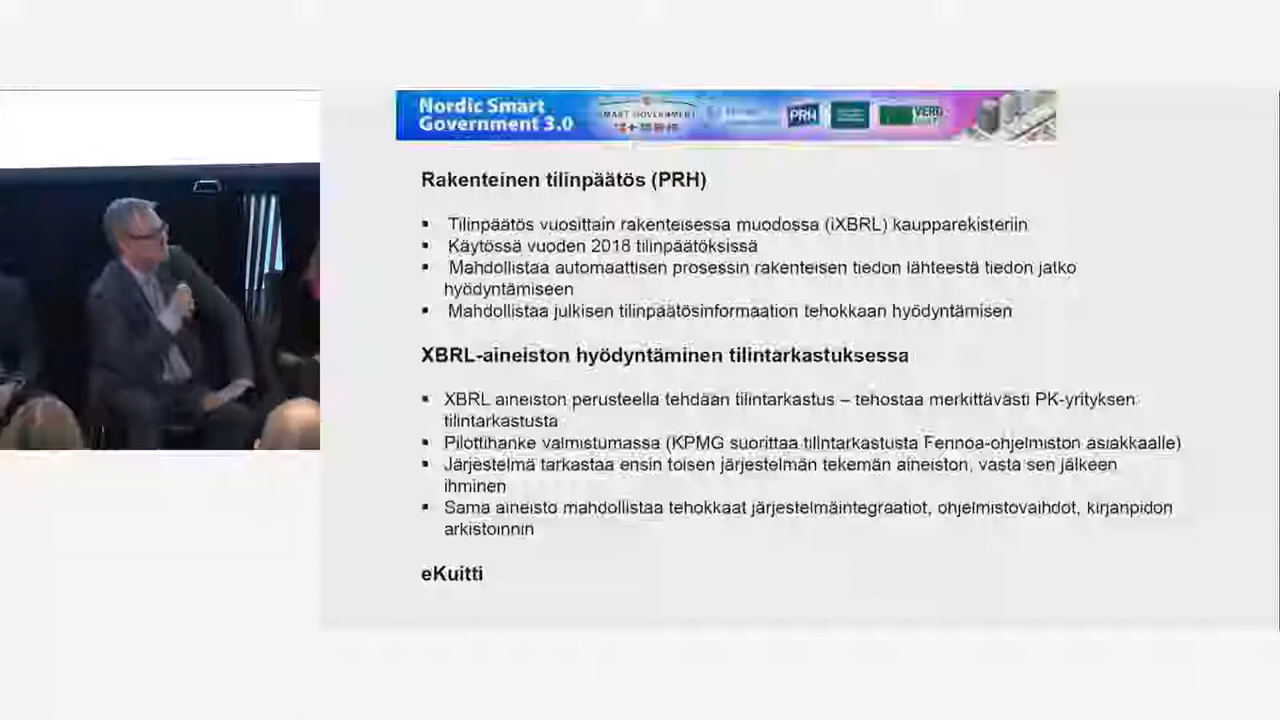 Nordic Smart
Government 3.0
SMART GOVERNMENT
PRH
VERO
Rakenteinen tilinpäätös (PRH)
▪ Tilinpäätös vuosittain rakenteisessa muodossa (iXBRL) kaupparekisteriin
▪ Käytössä vuoden 2018 tilinpäätöksissä
▪ Mahdollistaa automaattisen prosessin rakenteisen tiedon lähteestä tiedon jatko
hyödyntämiseen
▪ Mahdollistaa julkisen tilinpäätösinformaation tehokkaan hyödyntämisen
XBRL-aineiston hyödyntäminen tilintarkastuksessa
▪ XBRL aineiston perusteella tehdään tilintarkastus – tehostaa merkittävästi PK-yrityksen
tilintarkastusta
▪ Pilottihanke valmistumassa (KPMG suorittaa tilintarkastusta Fennoa-ohjelmiston asiakkaalle)
▪ Järjestelmä tarkastaa ensin toisen järjestelmän tekemän aineiston, vasta sen jälkeen
ihminen
▪ Sama aineisto mahdollistaa tehokkaat järjestelmäintegraatiot, ohjelmistovaihdot, kirjanpidon
arkistoinnin
eKuitti